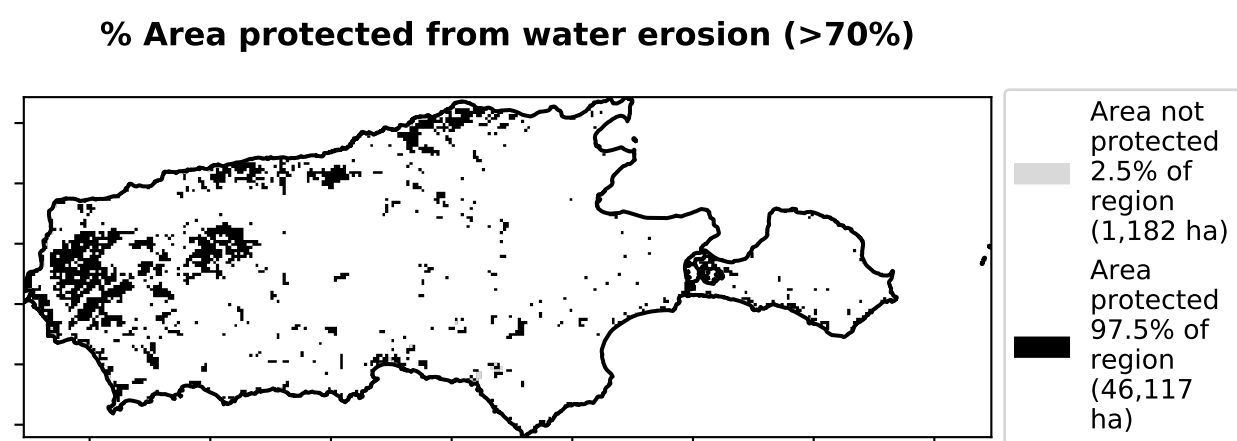 % Area protected from water erosion (>70%)
Area not
protected
2.5% of
region
(1,182 ha)
Area
protected
97.5% of
region
(46,117
ha)